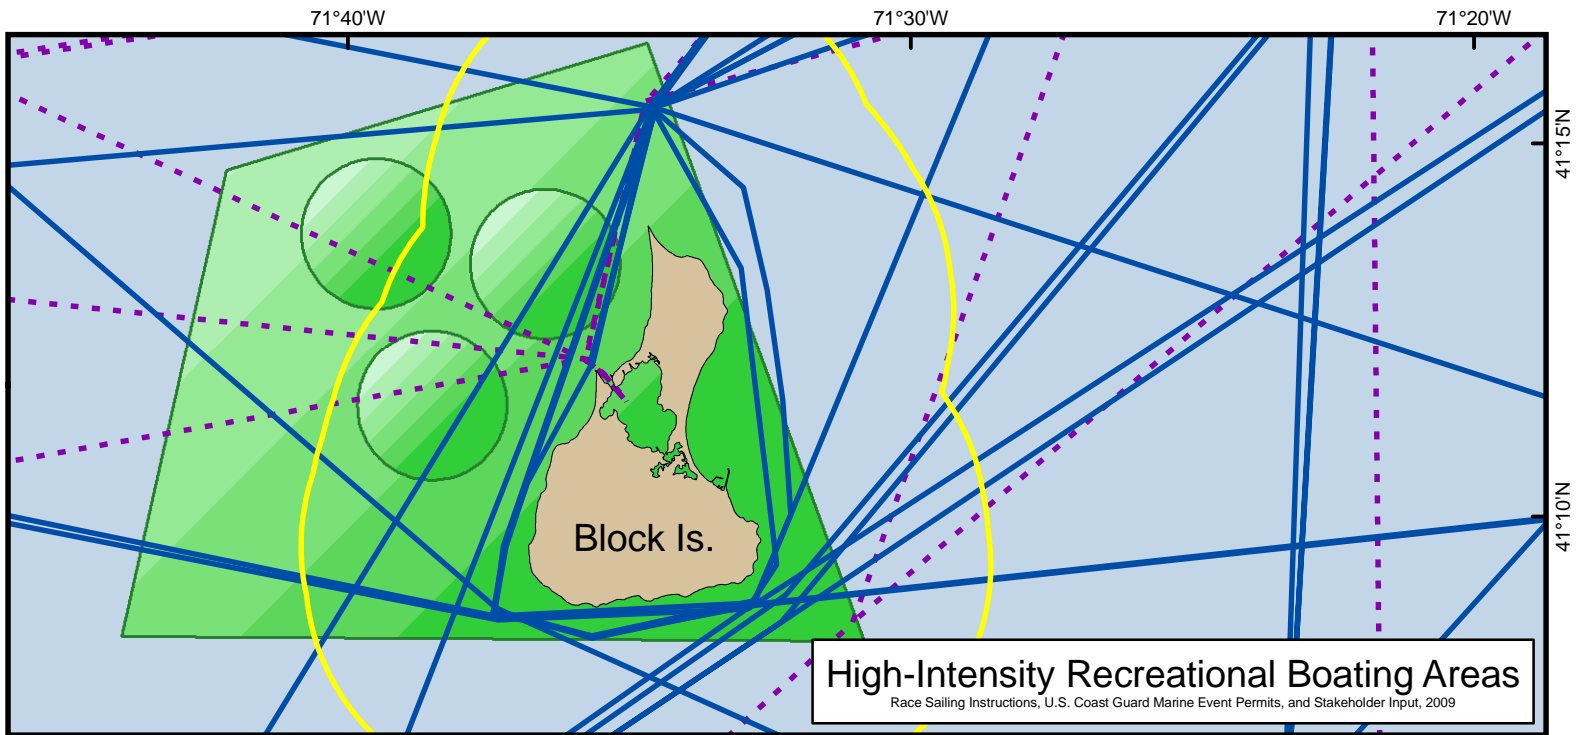 71°40'W
71°30'W
71°20'W
41°15'N
41°10'N
Block Is.
High-Intensity Recreational Boating Areas
Race Sailing Instructions, U.S. Coast Guard Marine Event Permits, and Stakeholder Input, 2009